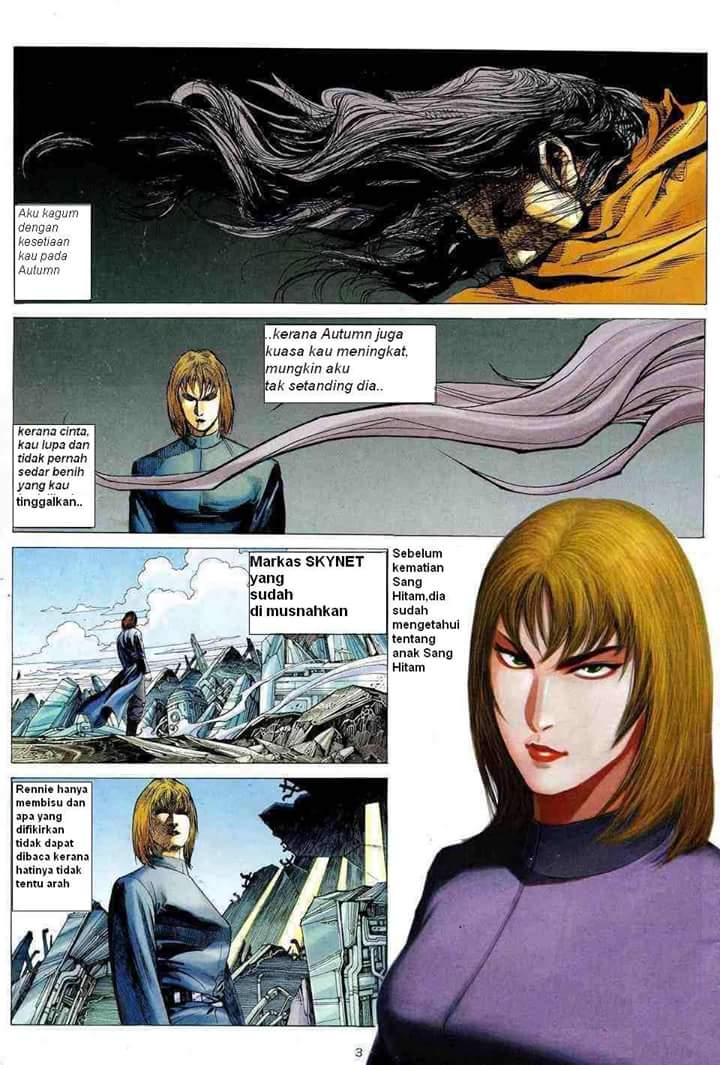 Aku kagum
dengan
kesetiaan
kau pada
Autumn
..kerana Autumn juga
kuasa kau meningkat,
mungkin aku
tak setanding dia..
kerana cinta,
kau lupa dan
tidak pernah
sedar benih
yang kau
tinggalkan..
Markas SKYNET
yang
sudah
di musnahkan
Sebelum
kematian
Sang
Hitam,dia
sudah
mengetahui
tentang
anak Sang
Hitam
Rennie hanya
membisu dan
apa yang
difikirkan
tidak dapat
dibaca kerana
hatinya tidak
tentu arah
3